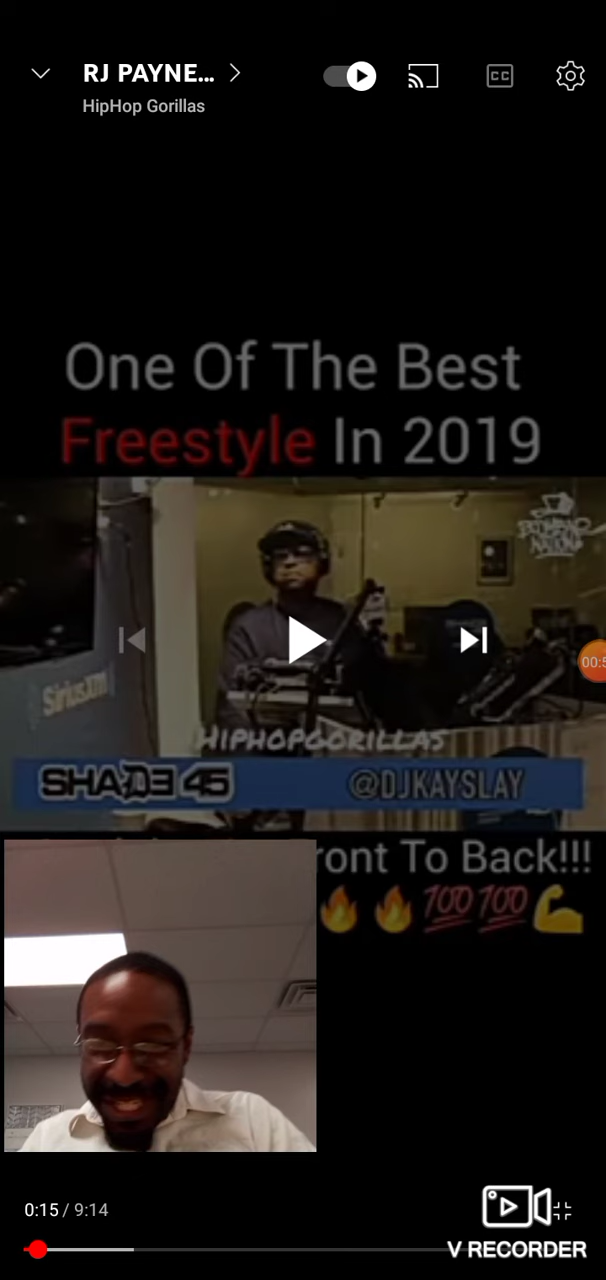 RJ PAYNE...
HipHop Gorillas
CC
One Of The Best
Freestyle In 2019
SiriusXm
HIPHOPGORILLAS
SHADE 45 @DJKAYSLAY
ront To Back!!!
💯 💯
0:15 / 9:14
V RECORDER